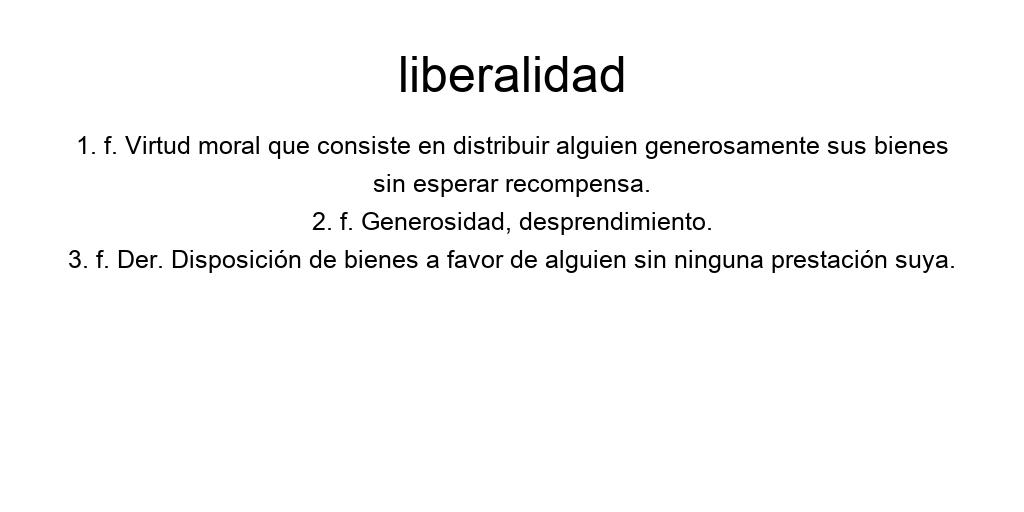 liberalidad
1. f. Virtud moral que consiste en distribuir alguien generosamente sus bienes
sin esperar recompensa.
2. f. Generosidad, desprendimiento.
3. f. Der. Disposición de bienes a favor de alguien sin ninguna prestación suya.